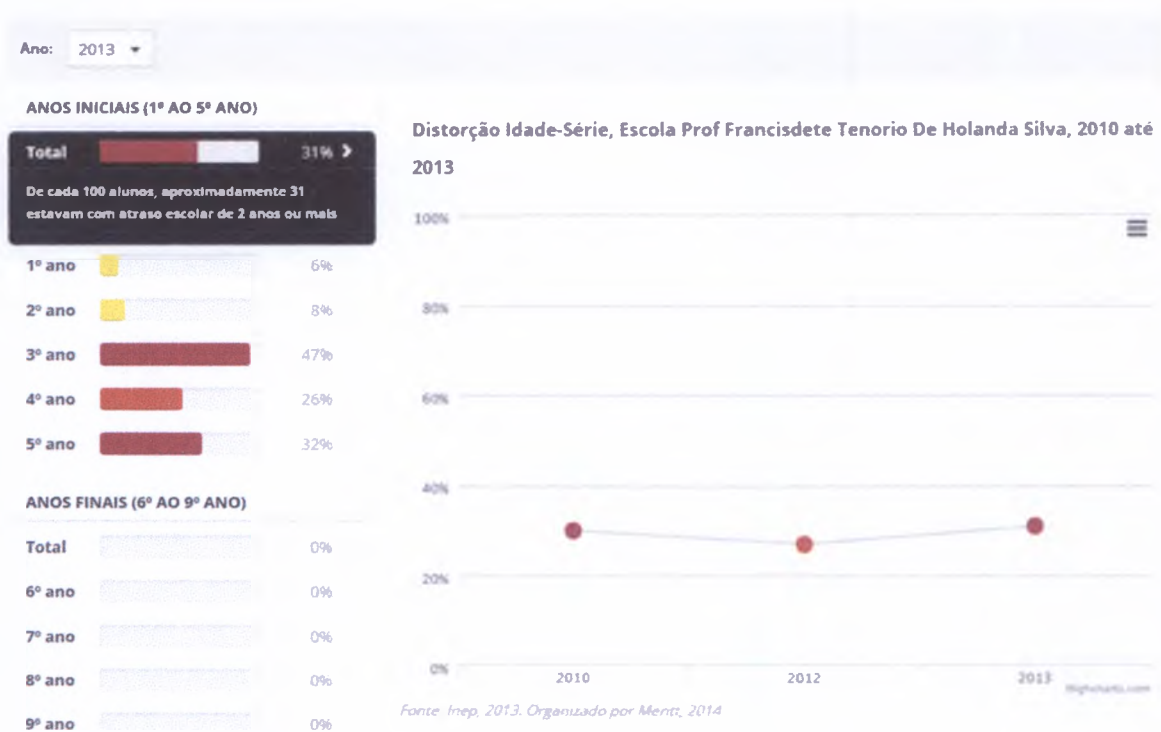 Ano: 2013
ANOS INICIAIS (1º AO 5º ANO)
Total 31%
De cada 100 alunos, aproximadamente 31
estavam com atraso escolar de 2 anos ou mais
1º ano 6%
2º ano 8%
3º ano 47%
4º ano 26%
5º ano 32%
ANOS FINAIS (6º AO 9º ANO)
Total 0%
6º ano 0%
7º ano 0%
8º ano 0%
9º ano 0%
Distorção Idade-Série, Escola Prof Francisdete Tenorio De Holanda Silva, 2010 até
2013
100%
80%
60%
40%
20%
0%
2010 2012 2013
Highcharts.com
Fonte: Inep, 2013. Organizado por Meritt, 2014